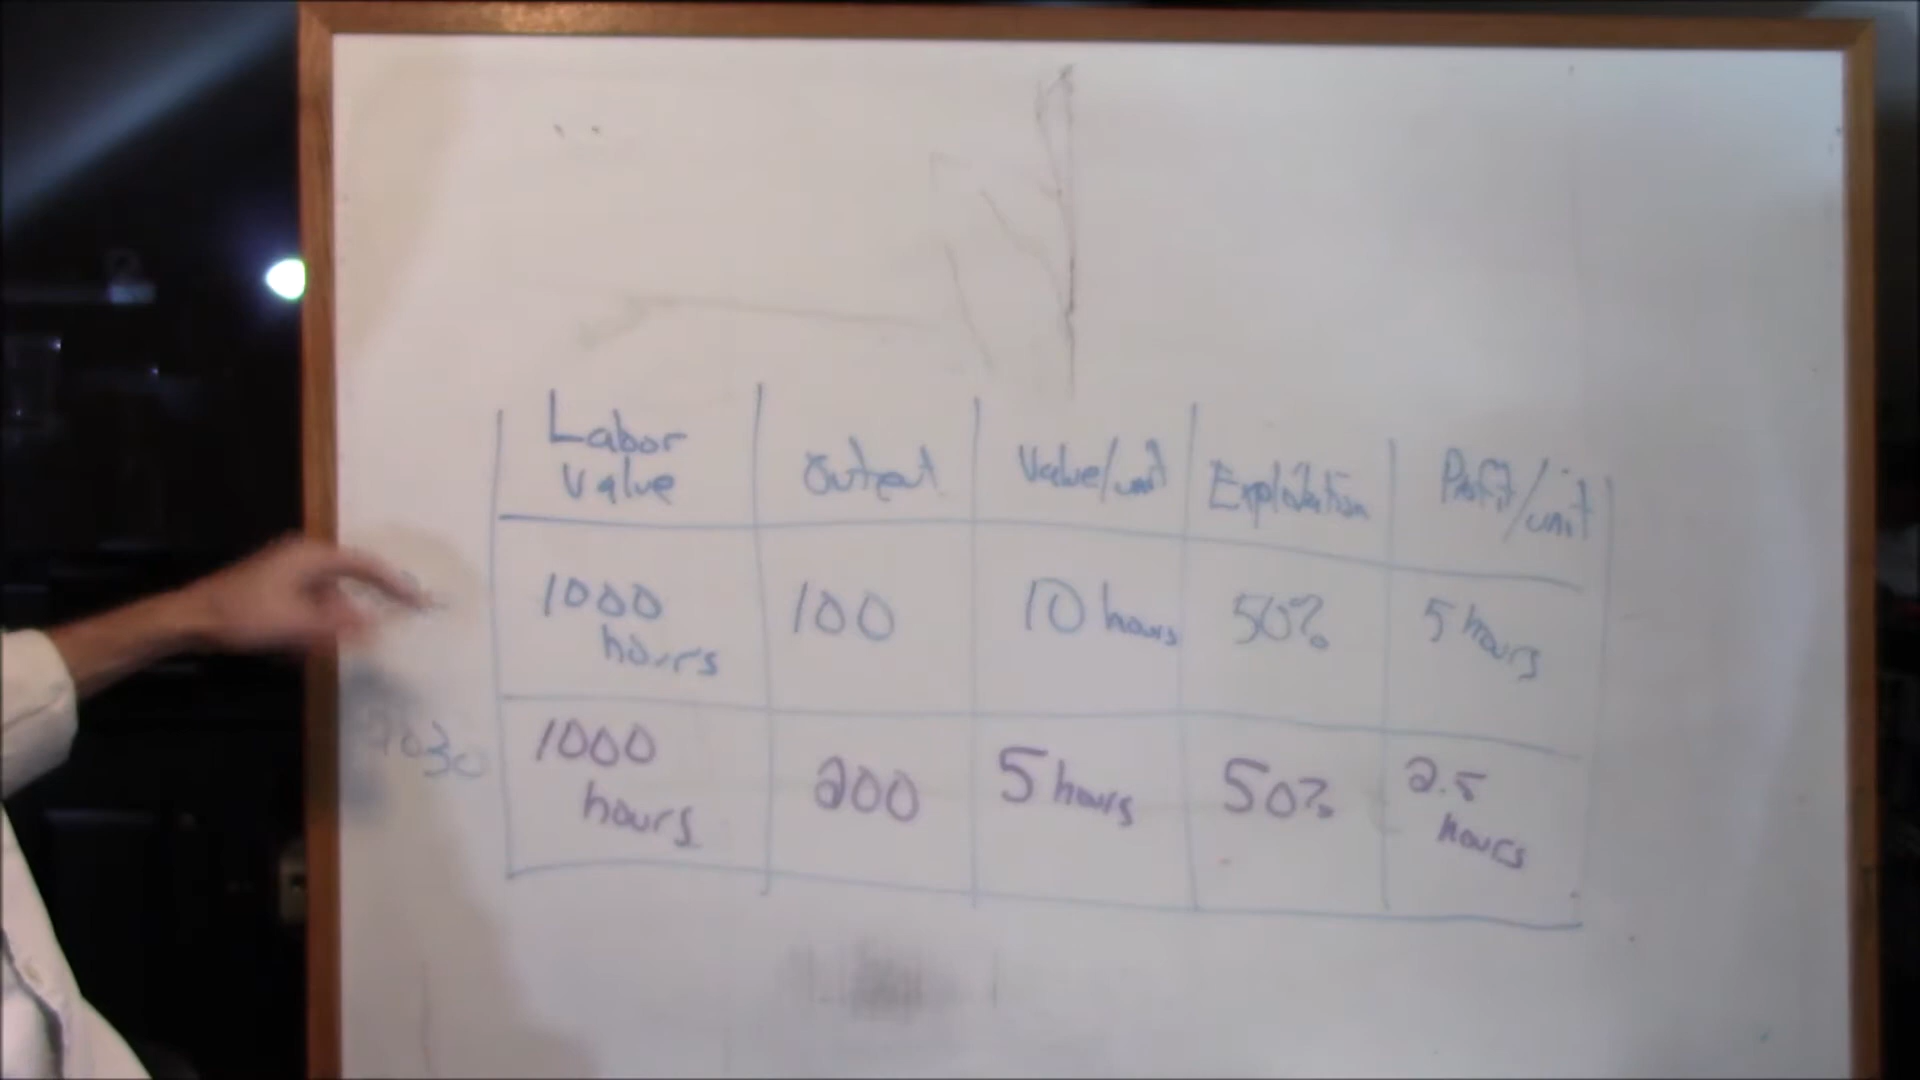 Labor
Value
Output
Value/unit
Exploitation
Profit/
unit
1000
hours
100
10 hours
50%
5 hours
2030
1000
hours
200
5 hours
50%
2.5
hours